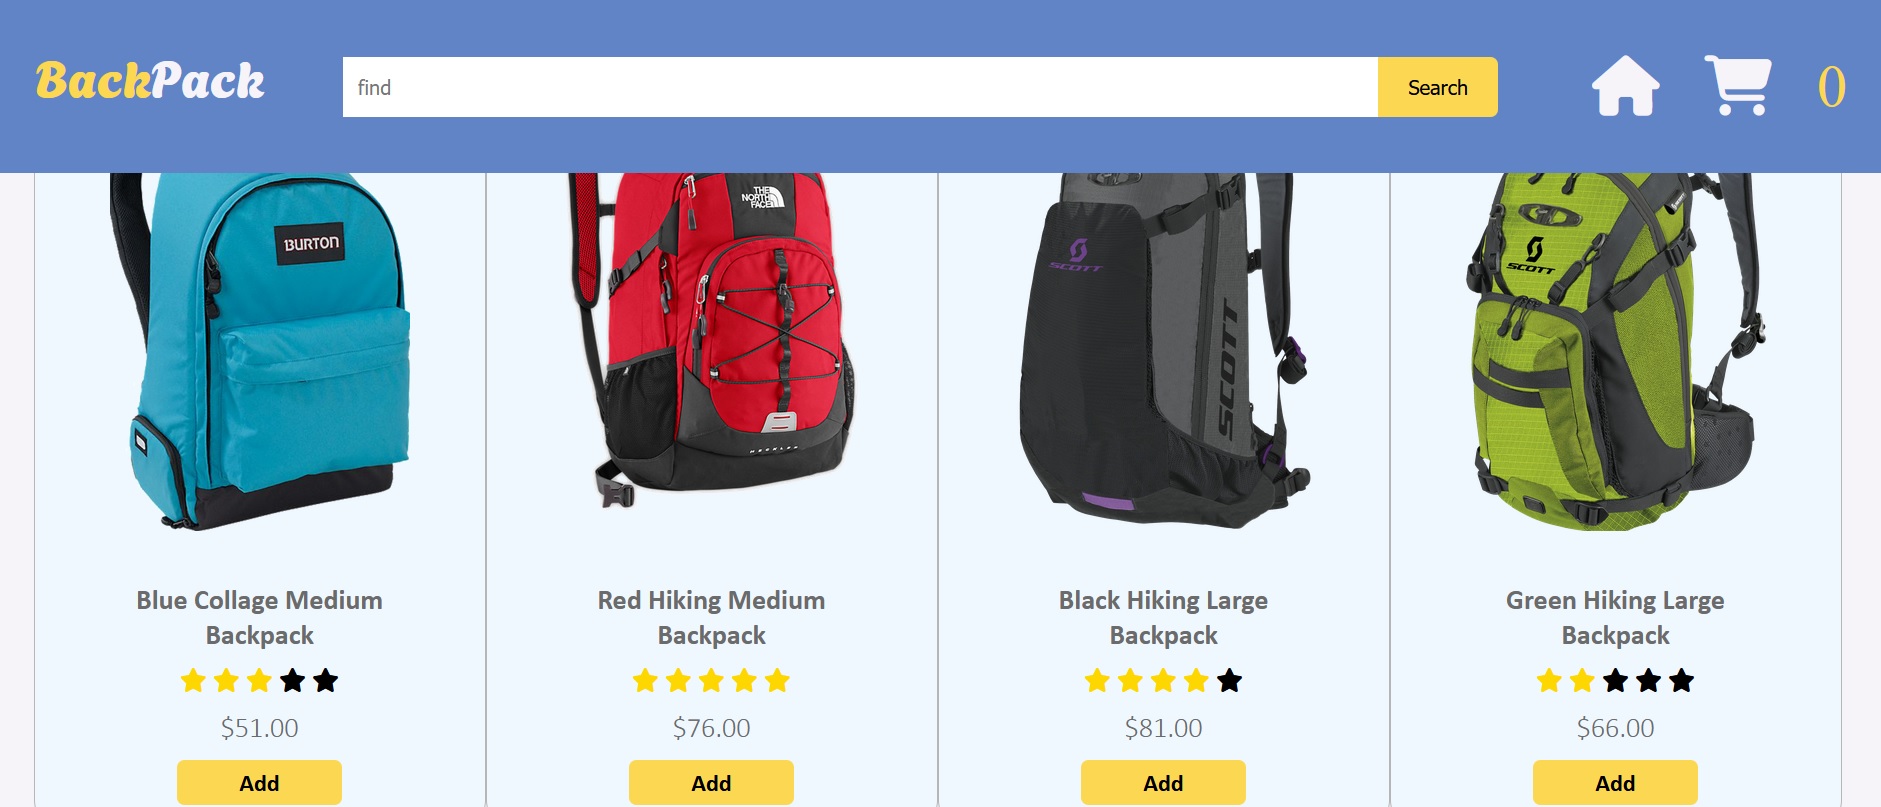 BackPack
find
Search
0
BURTON
THE
NORTH
FACE
SCOTT
SCOTT
SCOTT
Blue Collage Medium
Backpack
$51.00
Add
Red Hiking Medium
Backpack
$76.00
Add
Black Hiking Large
Backpack
$81.00
Add
Green Hiking Large
Backpack
$66.00
Add